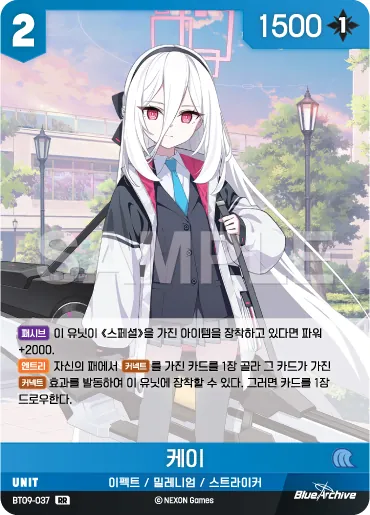 2
1500 1
SAMPLE
패시브 이 유닛이 《스페셜》을 가진 아이템을 장착하고 있다면 파워
+2000.
엔트리 자신의 패에서 커넥트 를 가진 카드를 1장 골라 그 카드가 가진
커넥트 효과를 발동하여 이 유닛에 장착할 수 있다. 그러면 카드를 1장
드로우한다.
케이
UNIT 이팩트 / 밀레니엄 / 스트라이커
BT09-037 RR © NEXON Games BlueArchive